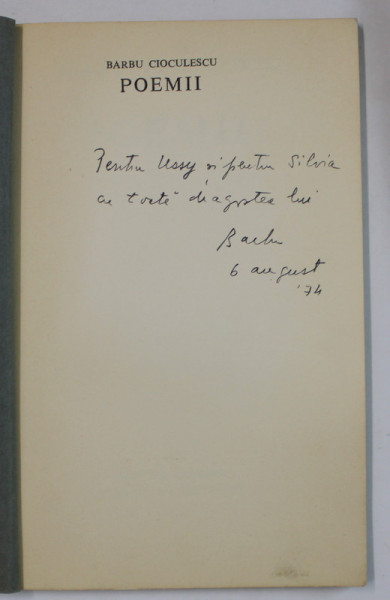 BARBU CIOCULESCU
POEMII
Pentru Ussy și pentru Silvia
cu toată dragostea lui
Barbu
6 august
'74